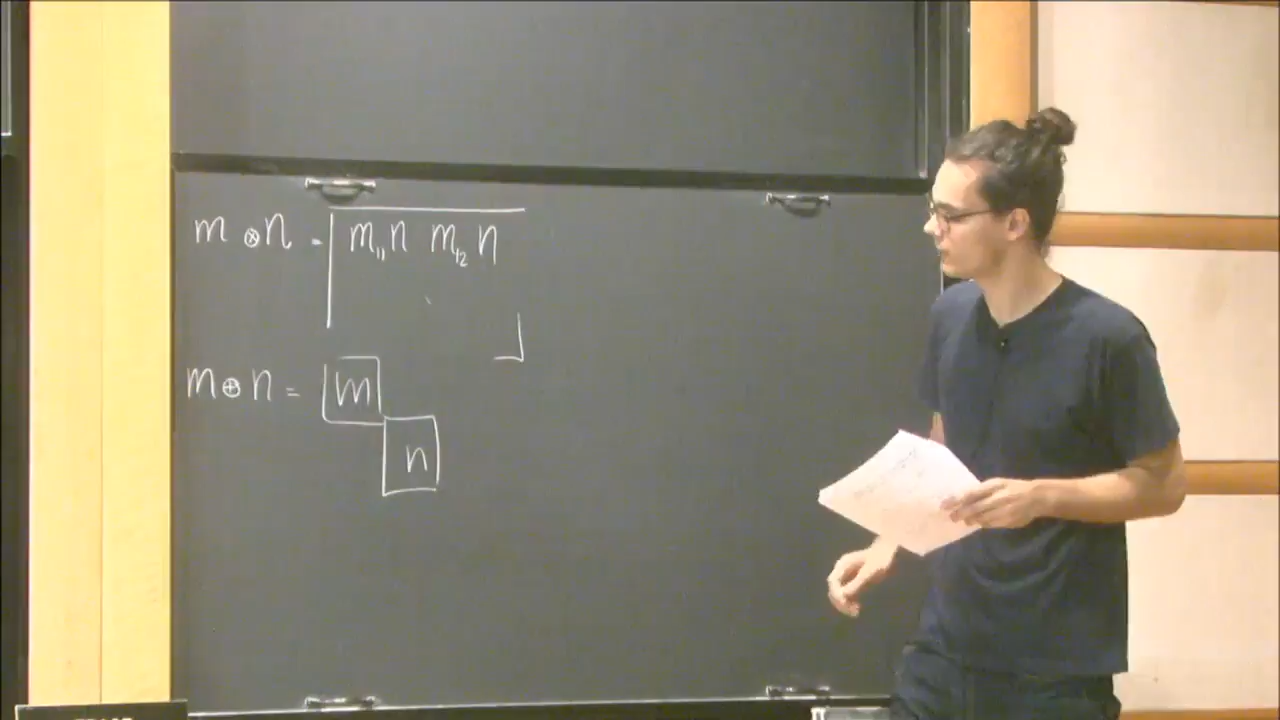 m ⊗ n = [ m₁₁n m₁₂n ]
m ⊕ n = m
n